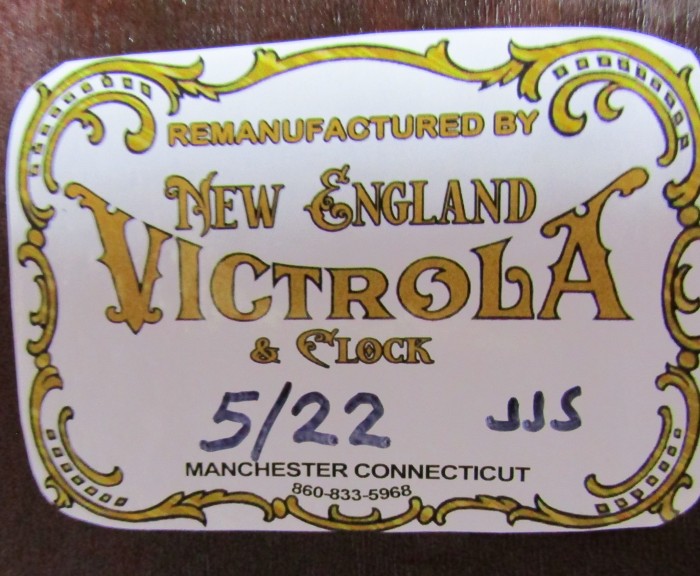 REMANUFACTURED BY
NEW ENGLAND
VICTROLA
& CLOCK
5/22 JJS
MANCHESTER CONNECTICUT
860-833-5968